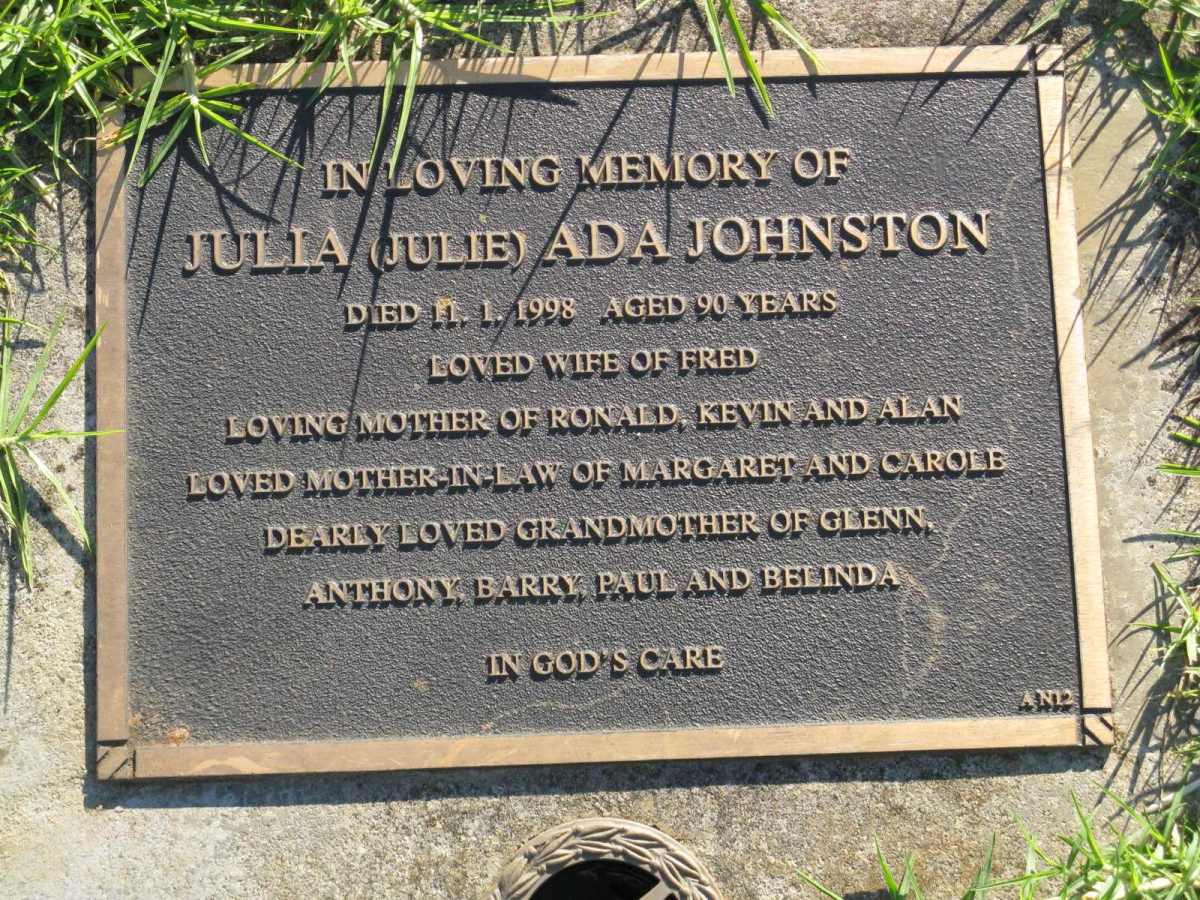 IN LOVING MEMORY OF
JULIA (JULIE) ADA JOHNSTON
DIED 11. 1. 1998 AGED 90 YEARS
LOVED WIFE OF FRED
LOVING MOTHER OF RONALD, KEVIN AND ALAN
LOVED MOTHER-IN-LAW OF MARGARET AND CAROLE
DEARLY LOVED GRANDMOTHER OF GLENN,
ANTHONY, BARRY, PAUL AND BELINDA
IN GOD'S CARE
A N12